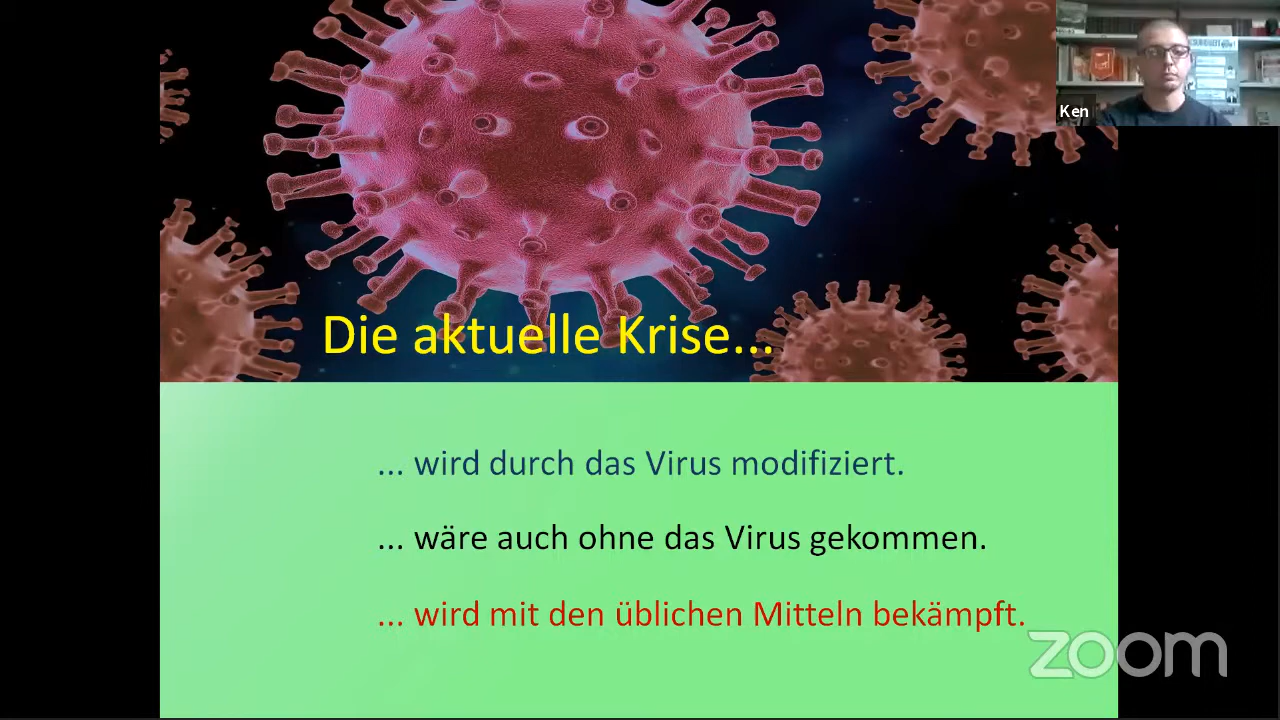 Ken
Die aktuelle Krise...
... wird durch das Virus modifiziert.
... wäre auch ohne das Virus gekommen.
... wird mit den üblichen Mitteln bekämpft.
zoom